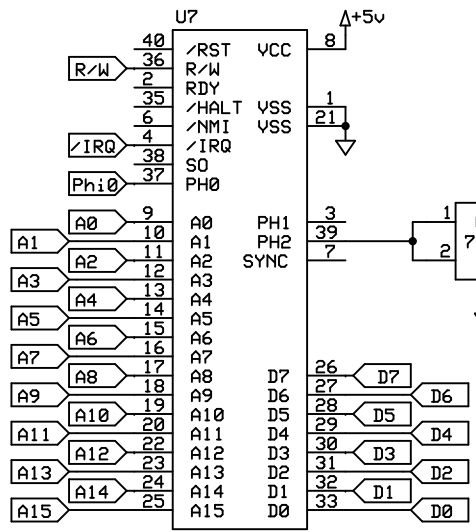 U7
+5v
40 /RST VCC 8
R/W 36 R/W
2 RDY
35 /HALT VSS 1
6 /NMI VSS 21
/IRQ 4 /IRQ
38 SO
Phi0 37 PH0
A0 9 A0 PH1 3 1
A1 10 A1 PH2 39 7
A2 11 A2 SYNC 7 2
A3 12 A3
A4 13 A4
A5 14 A5
A6 15 A6
A7 16 A7
A8 17 A8 D7 26 D7
A9 18 A9 D6 27 D6
A10 19 A10 D5 28 D5
A11 20 A11 D4 29 D4
A12 22 A12 D3 30 D3
A13 23 A13 D2 31 D2
A14 24 A14 D1 32 D1
A15 25 A15 D0 33 D0